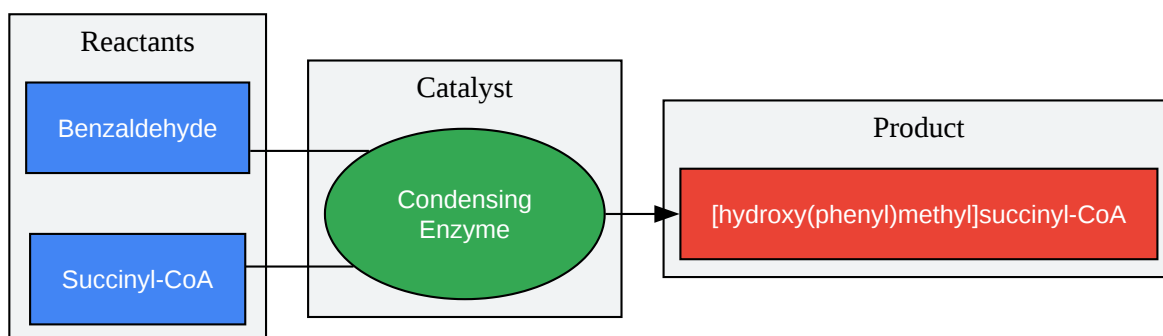 Reactants
Benzaldehyde
Succinyl-CoA
Catalyst
Condensing
Enzyme
Product
[hydroxy(phenyl)methyl]succinyl-CoA